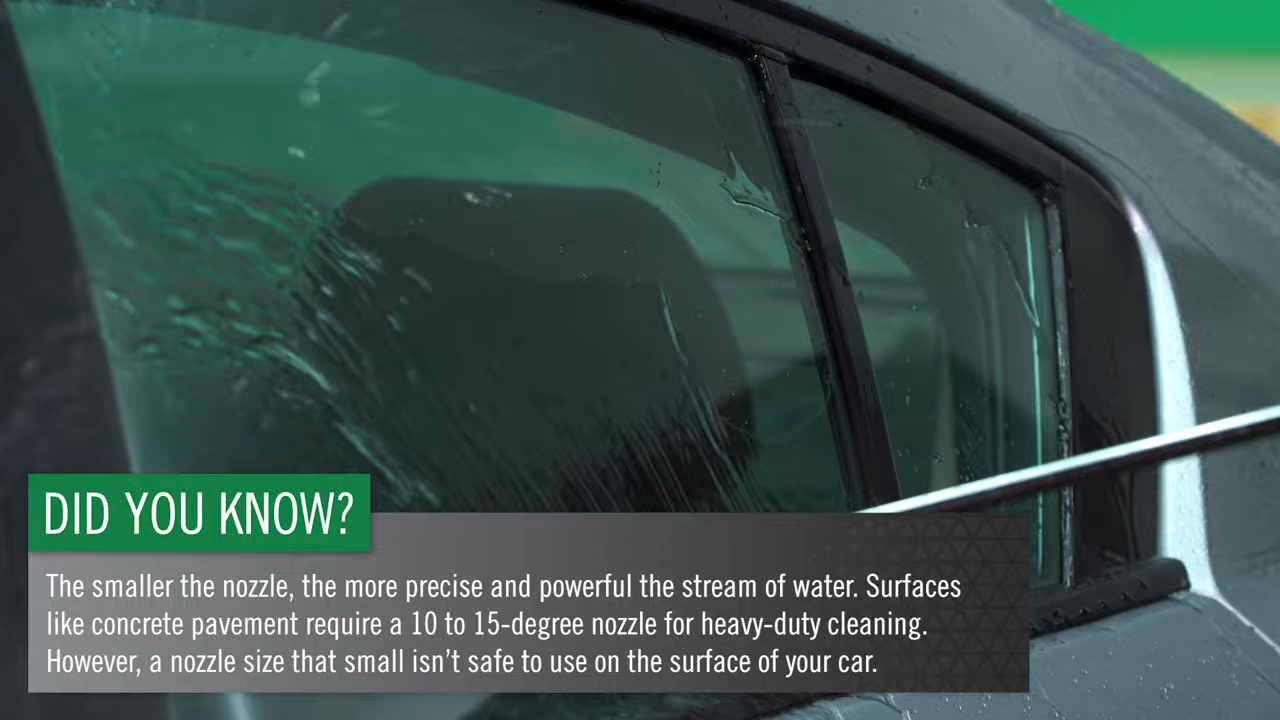 DID YOU KNOW?
The smaller the nozzle, the more precise and powerful the stream of water. Surfaces
like concrete pavement require a 10 to 15-degree nozzle for heavy-duty cleaning.
However, a nozzle size that small isn't safe to use on the surface of your car.